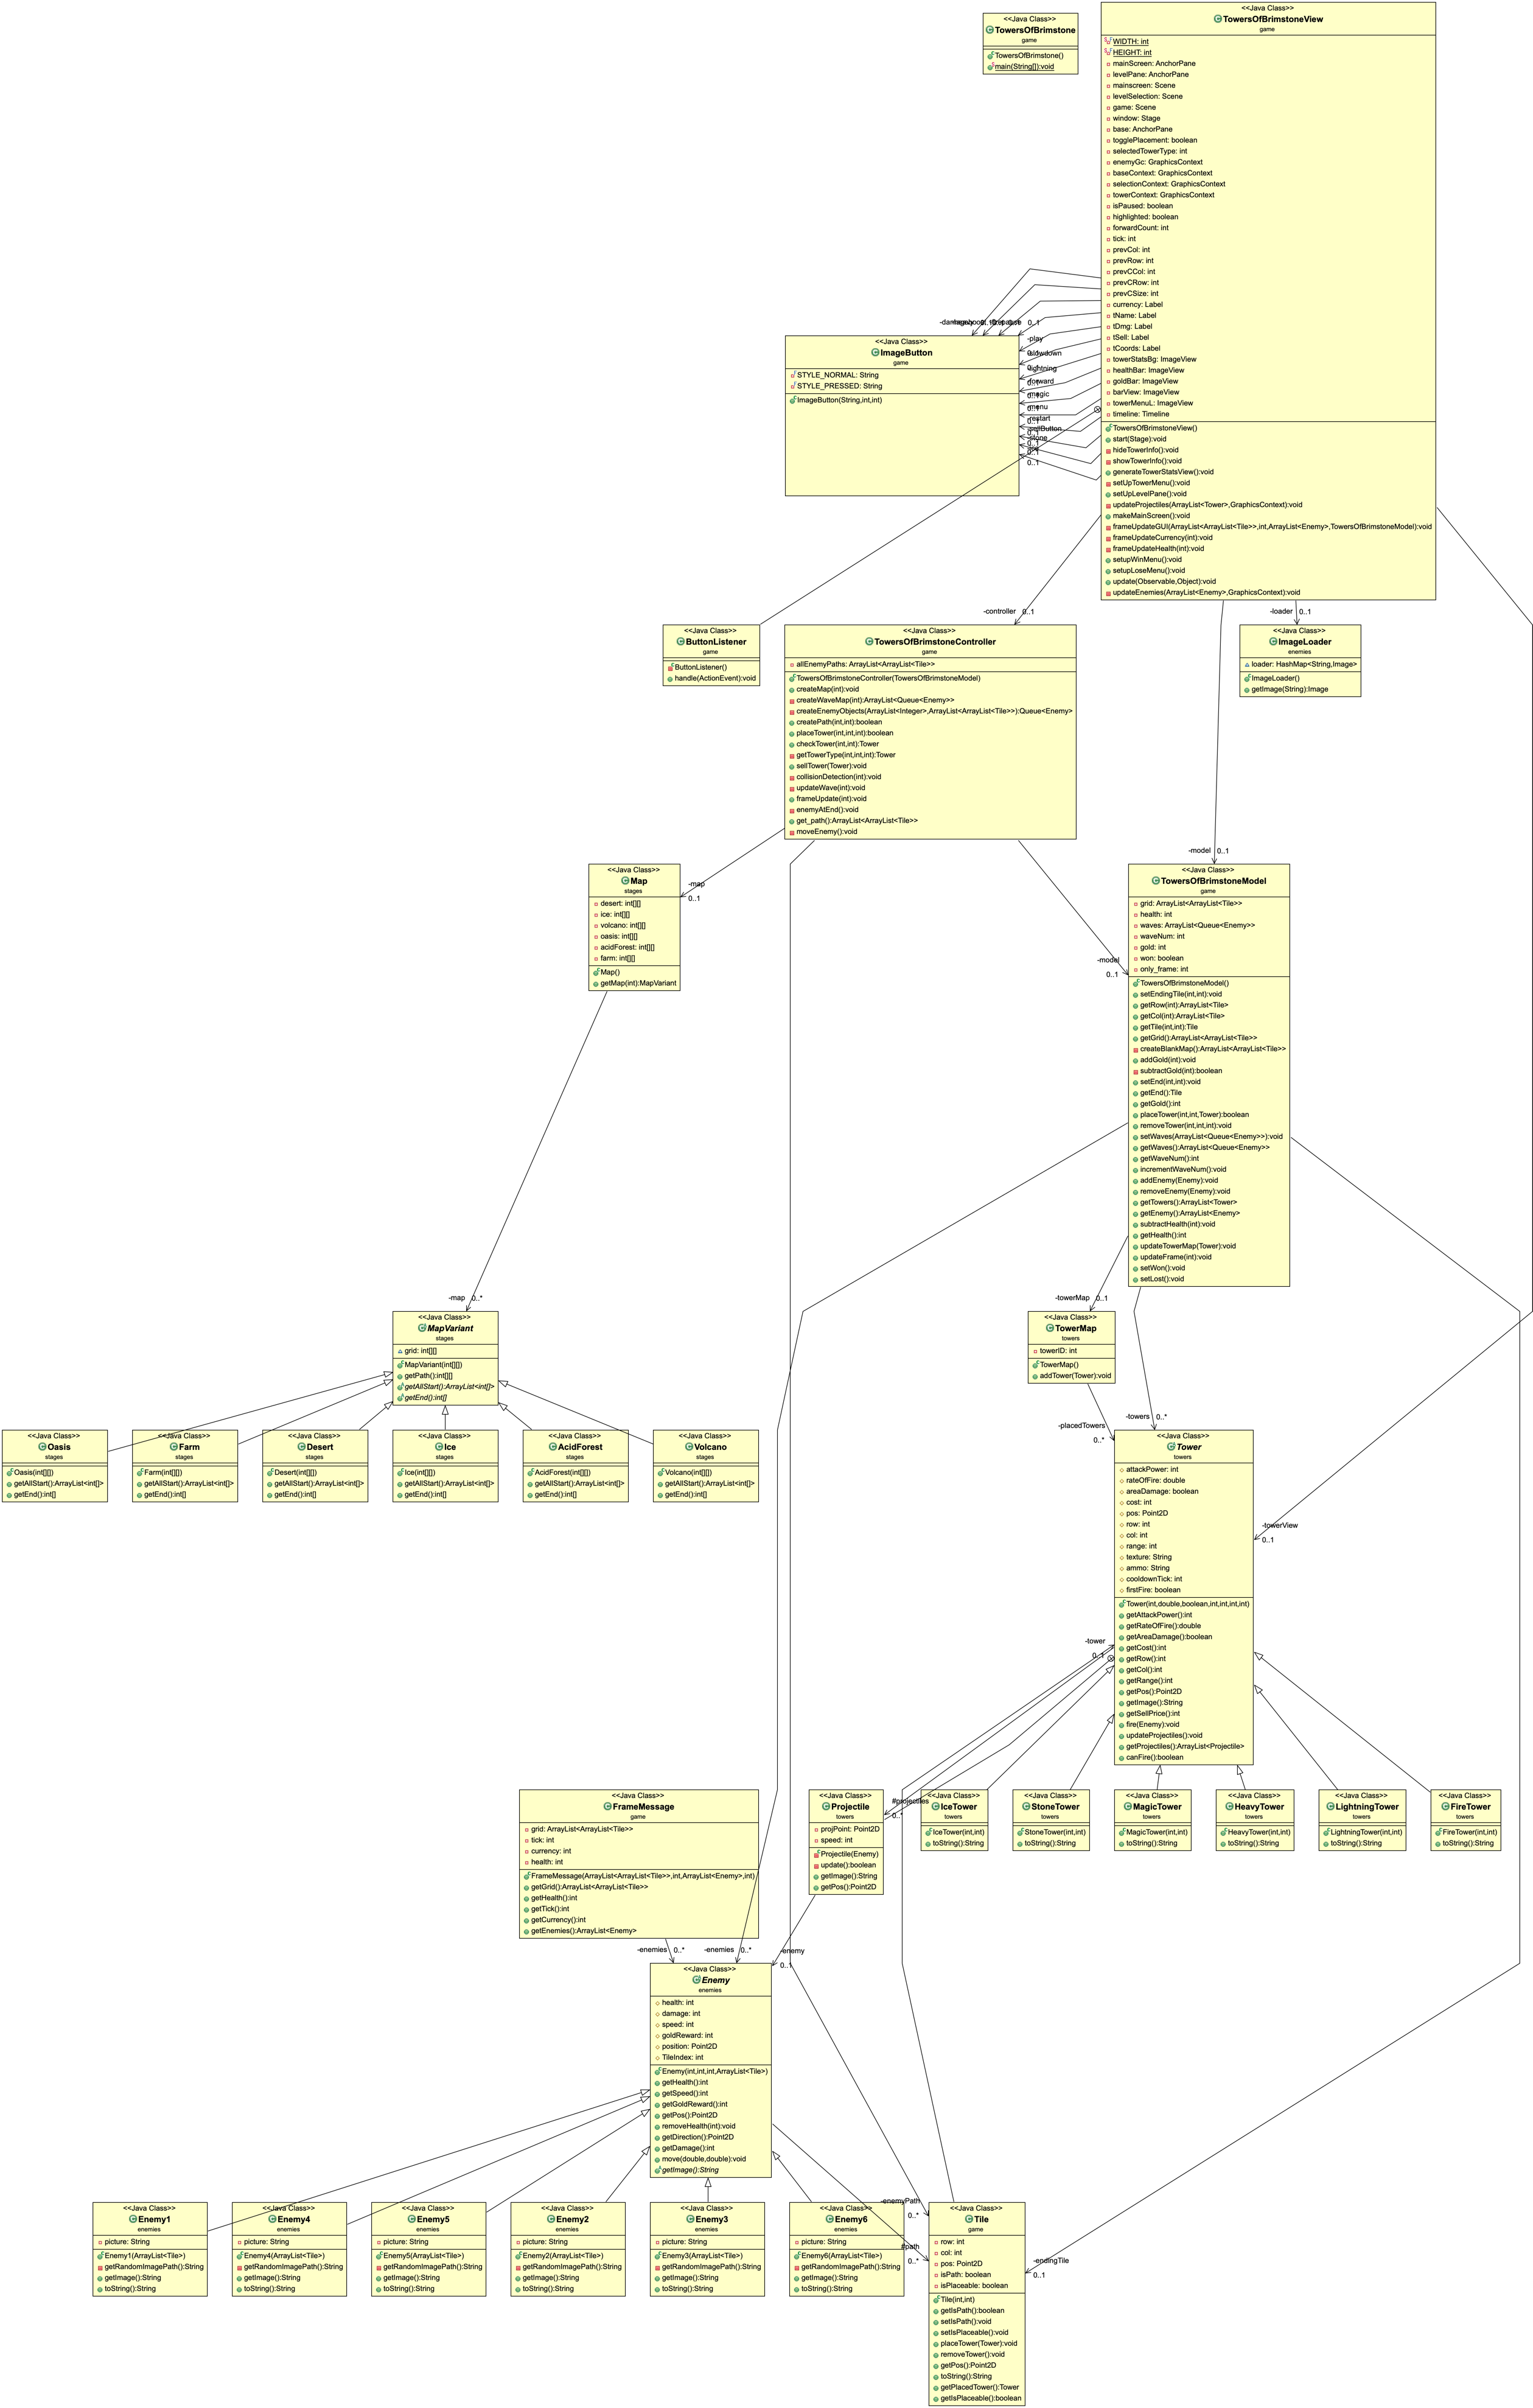 <<Java Class>>
TowersOfBrimstone
game
TowersOfBrimstone()
main(String[]):void
<<Java Class>>
TowersOfBrimstoneView
game
WIDTH: int
HEIGHT: int
mainScreen: AnchorPane
levelPane: AnchorPane
mainscreen: Scene
levelSelection: Scene
game: Scene
window: Stage
base: AnchorPane
togglePlacement: boolean
selectedTowerType: int
enemyGc: GraphicsContext
baseContext: GraphicsContext
selectionContext: GraphicsContext
towerContext: GraphicsContext
isPaused: boolean
highlighted: boolean
forwardCount: int
tick: int
prevCol: int
prevRow: int
prevCCol: int
prevCRow: int
prevCSize: int
currency: Label
tName: Label
tDmg: Label
tSell: Label
tCoords: Label
towerStatsBg: ImageView
healthBar: ImageView
goldBar: ImageView
barView: ImageView
towerMenuL: ImageView
timeline: Timeline
TowersOfBrimstoneView()
start(Stage):void
hideTowerInfo():void
showTowerInfo():void
generateTowerStatsView():void
setUpTowerMenu():void
setUpLevelPane():void
updateProjectiles(ArrayList<Tower>,GraphicsContext):void
makeMainScreen():void
frameUpdateGUI(ArrayList<ArrayList<Tile>>,int,ArrayList<Enemy>,TowersOfBrimstoneModel):void
frameUpdateCurrency(int):void
frameUpdateHealth(int):void
setupWinMenu():void
setupLoseMenu():void
update(Observable,Object):void
updateEnemies(ArrayList<Enemy>,GraphicsContext):void
0..1
-play
-slowdown
-lightning
-forward
-magic
-menu
-restart
-stone
0..1
<<Java Class>>
ImageButton
game
STYLE_NORMAL: String
STYLE_PRESSED: String
ImageButton(String,int,int)
<<Java Class>>
ButtonListener
game
ButtonListener()
handle(ActionEvent):void
-controller 0..1
<<Java Class>>
TowersOfBrimstoneController
game
allEnemyPaths: ArrayList<ArrayList<Tile>>
TowersOfBrimstoneController(TowersOfBrimstoneModel)
createMap(int):void
createWaveMap(int):ArrayList<Queue<Enemy>>
createEnemyObjects(ArrayList<Integer>,ArrayList<ArrayList<Tile>>):Queue<Enemy>
createPath(int,int):boolean
placeTower(int,int,int):boolean
checkTower(int,int):Tower
getTowerType(int,int,int):Tower
sellTower(Tower):void
collisionDetection(int):void
updateWave(int):void
frameUpdate(int):void
enemyAtEnd():void
get_path():ArrayList<ArrayList<Tile>>
moveEnemy():void
-loader 0..1
<<Java Class>>
ImageLoader
enemies
loader: HashMap<String,Image>
ImageLoader()
getImage(String):Image
-map
0..1
<<Java Class>>
Map
stages
desert: int[][]
ice: int[][]
volcano: int[][]
oasis: int[][]
acidForest: int[][]
farm: int[][]
Map()
getMap(int):MapVariant
-model 0..1
-model
0..1
<<Java Class>>
TowersOfBrimstoneModel
game
grid: ArrayList<ArrayList<Tile>>
health: int
waves: ArrayList<Queue<Enemy>>
waveNum: int
gold: int
won: boolean
only_frame: int
TowersOfBrimstoneModel()
setEndingTile(int,int):void
getRow(int):ArrayList<Tile>
getCol(int):ArrayList<Tile>
getTile(int,int):Tile
getGrid():ArrayList<ArrayList<Tile>>
createBlankMap():ArrayList<ArrayList<Tile>>
addGold(int):void
subtractGold(int):boolean
setEnd(int,int):void
getEnd():Tile
getGold():int
placeTower(int,int,Tower):boolean
removeTower(int,int,int):void
setWaves(ArrayList<Queue<Enemy>>):void
getWaves():ArrayList<Queue<Enemy>>
getWaveNum():int
incrementWaveNum():void
addEnemy(Enemy):void
removeEnemy(Enemy):void
getTowers():ArrayList<Tower>
getEnemy():ArrayList<Enemy>
subtractHealth(int):void
getHealth():int
updateTowerMap(Tower):void
updateFrame(int):void
setWon():void
setLost():void
-map 0..*
<<Java Class>>
MapVariant
stages
grid: int[][]
MapVariant(int[][])
getPath():int[][]
getAllStart():ArrayList<int[]>
getEnd():int[]
<<Java Class>>
Oasis
stages
Oasis(int[][])
getAllStart():ArrayList<int[]>
getEnd():int[]
<<Java Class>>
Farm
stages
Farm(int[][])
getAllStart():ArrayList<int[]>
getEnd():int[]
<<Java Class>>
Desert
stages
Desert(int[][])
getAllStart():ArrayList<int[]>
getEnd():int[]
<<Java Class>>
Ice
stages
Ice(int[][])
getAllStart():ArrayList<int[]>
getEnd():int[]
<<Java Class>>
AcidForest
stages
AcidForest(int[][])
getAllStart():ArrayList<int[]>
getEnd():int[]
<<Java Class>>
Volcano
stages
Volcano(int[][])
getAllStart():ArrayList<int[]>
getEnd():int[]
-towerMap 0..1
<<Java Class>>
TowerMap
towers
towerID: int
TowerMap()
addTower(Tower):void
-placedTowers
0..*
-towers 0..*
-towerView
0..1
<<Java Class>>
Tower
towers
attackPower: int
rateOfFire: double
areaDamage: boolean
cost: int
pos: Point2D
row: int
col: int
range: int
texture: String
ammo: String
cooldownTick: int
firstFire: boolean
Tower(int,double,boolean,int,int,int,int)
getAttackPower():int
getRateOfFire():double
getAreaDamage():boolean
getCost():int
getRow():int
getCol():int
getRange():int
getPos():Point2D
getImage():String
getSellPrice():int
fire(Enemy):void
updateProjectiles():void
getProjectiles():ArrayList<Projectile>
canFire():boolean
-tower
0..1
<<Java Class>>
FrameMessage
game
grid: ArrayList<ArrayList<Tile>>
tick: int
currency: int
health: int
FrameMessage(ArrayList<ArrayList<Tile>>,int,ArrayList<Enemy>,int)
getGrid():ArrayList<ArrayList<Tile>>
getHealth():int
getTick():int
getCurrency():int
getEnemies():ArrayList<Enemy>
<<Java Class>>
Projectile
towers
projPoint: Point2D
speed: int
Projectile(Enemy)
update():boolean
getImage():String
getPos():Point2D
#projectiles
0..*
<<Java Class>>
IceTower
towers
IceTower(int,int)
toString():String
<<Java Class>>
StoneTower
towers
StoneTower(int,int)
toString():String
<<Java Class>>
MagicTower
towers
MagicTower(int,int)
toString():String
<<Java Class>>
HeavyTower
towers
HeavyTower(int,int)
toString():String
<<Java Class>>
LightningTower
towers
LightningTower(int,int)
toString():String
<<Java Class>>
FireTower
towers
FireTower(int,int)
toString():String
-enemies 0..*
-enemies 0..*
-enemy
0..1
<<Java Class>>
Enemy
enemies
health: int
damage: int
speed: int
goldReward: int
position: Point2D
TileIndex: int
Enemy(int,int,int,ArrayList<Tile>)
getHealth():int
getSpeed():int
getGoldReward():int
getPos():Point2D
removeHealth(int):void
getDirection():Point2D
getDamage():int
move(double,double):void
getImage():String
<<Java Class>>
Enemy1
enemies
picture: String
Enemy1(ArrayList<Tile>)
getRandomImagePath():String
getImage():String
toString():String
<<Java Class>>
Enemy4
enemies
picture: String
Enemy4(ArrayList<Tile>)
getRandomImagePath():String
getImage():String
toString():String
<<Java Class>>
Enemy5
enemies
picture: String
Enemy5(ArrayList<Tile>)
getRandomImagePath():String
getImage():String
toString():String
<<Java Class>>
Enemy2
enemies
picture: String
Enemy2(ArrayList<Tile>)
getRandomImagePath():String
getImage():String
toString():String
<<Java Class>>
Enemy3
enemies
picture: String
Enemy3(ArrayList<Tile>)
getRandomImagePath():String
getImage():String
toString():String
<<Java Class>>
Enemy6
enemies
picture: String
Enemy6(ArrayList<Tile>)
getRandomImagePath():String
getImage():String
toString():String
-enemyPath
0..*
#path
0..*
-endingTile
0..1
<<Java Class>>
Tile
game
row: int
col: int
pos: Point2D
isPath: boolean
isPlaceable: boolean
Tile(int,int)
getIsPath():boolean
setIsPath():void
setIsPlaceable():void
placeTower(Tower):void
removeTower():void
getPos():Point2D
toString():String
getPlacedTower():Tower
getIsPlaceable():boolean